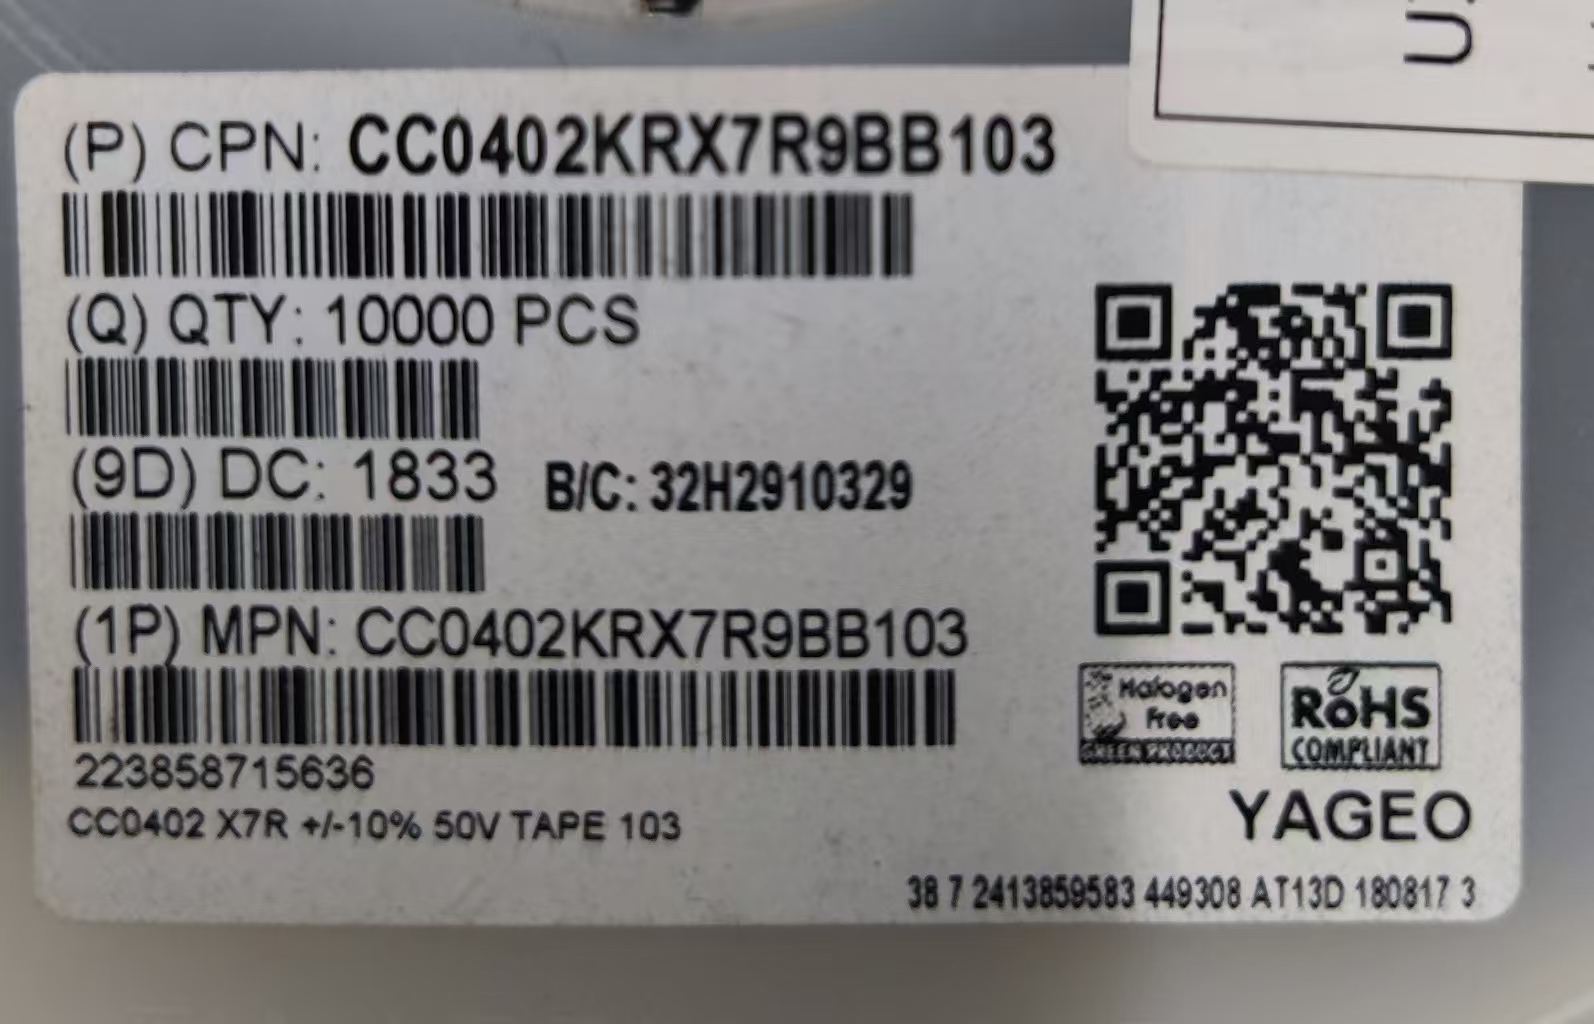 (P) CPN: CC0402KRX7R9BB103
(Q) QTY: 10000 PCS
(9D) DC: 1833 B/C: 32H2910329
(1P) MPN: CC0402KRX7R9BB103
223858715636
CC0402 X7R +/-10% 50V TAPE 103
Halogen
Free
GREEN PRODUCT
RoHS
COMPLIANT
YAGEO
38 7 2413859583 449308 AT13D 180817 3